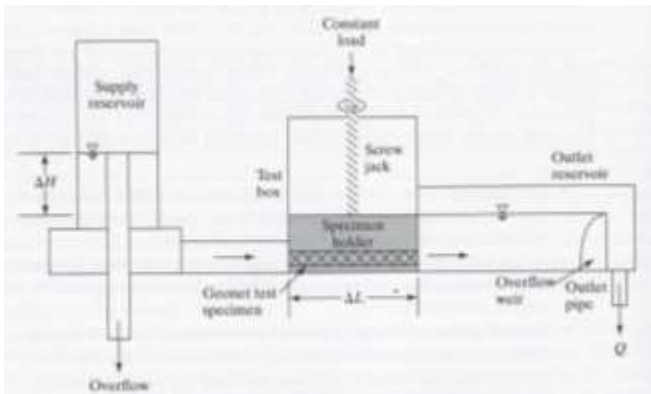 Constant
load
Supply
reservoir
Screw
jack
Test
box
Outlet
reservoir
ΔH
Specimen
holder
Geonet test
specimen
ΔL
Overflow
weir
Outlet
pipe
Q
Overflow